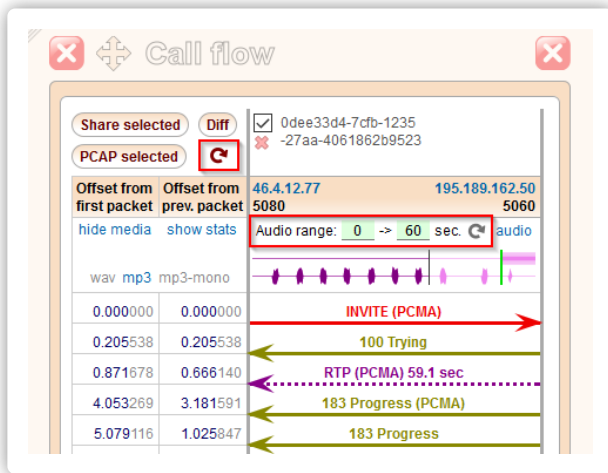 Call flow
Share selected Diff
PCAP selected
0dee33d4-7cfb-1235
-27aa-4061862b9523
Offset from first packet
Offset from prev. packet
46.4.12.77 195.189.162.50
5080 5060
hide media show stats
Audio range: 0 -> 60 sec. audio
wav mp3 mp3-mono
0.000000 0.000000 INVITE (PCMA)
0.205538 0.205538 100 Trying
0.871678 0.666140 RTP (PCMA) 59.1 sec
4.053269 3.181591 183 Progress (PCMA)
5.079116 1.025847 183 Progress